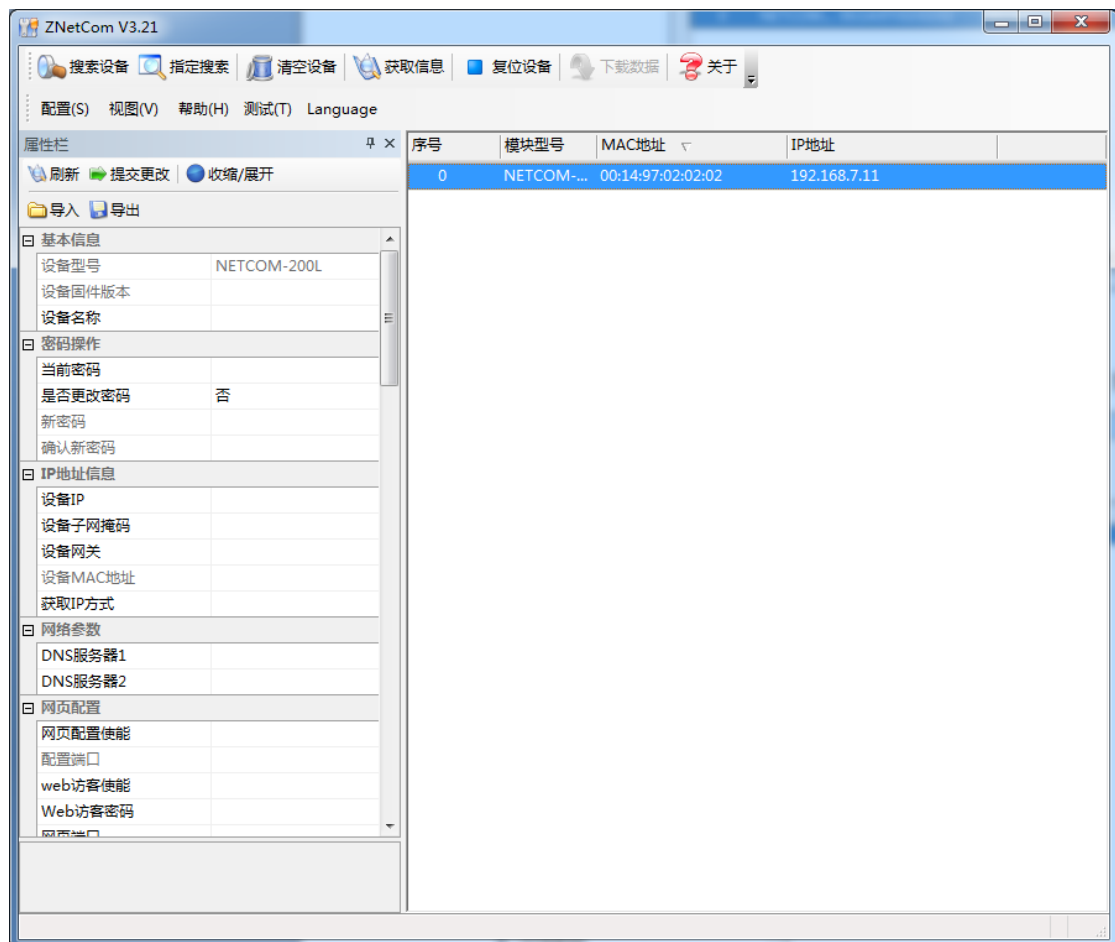 ZNetCom V3.21
搜索设备 指定搜索 清空设备 获取信息 复位设备 下载数据 关于
配置(S) 视图(V) 帮助(H) 测试(T) Language
属性栏
刷新 提交更改 收缩/展开
导入 导出
基本信息
设备型号 NETCOM-200L
设备固件版本
设备名称
密码操作
当前密码
是否更改密码 否
新密码
确认新密码
IP地址信息
设备IP
设备子网掩码
设备网关
设备MAC地址
获取IP方式
网络参数
DNS服务器1
DNS服务器2
网页配置
网页配置使能
配置端口
web访客使能
Web访客密码
网页端口
序号 模块型号 MAC地址 IP地址
0 NETCOM-... 00:14:97:02:02:02 192.168.7.11